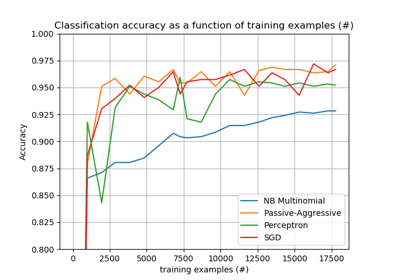 Classification accuracy as a function of training examples (#)
1.000
0.975
0.950
0.925
0.900
0.875
0.850
0.825
0.800
Accuracy
NB Multinomial
Passive-Aggressive
Perceptron
SGD
0 2500 5000 7500 10000 12500 15000 17500
training examples (#)